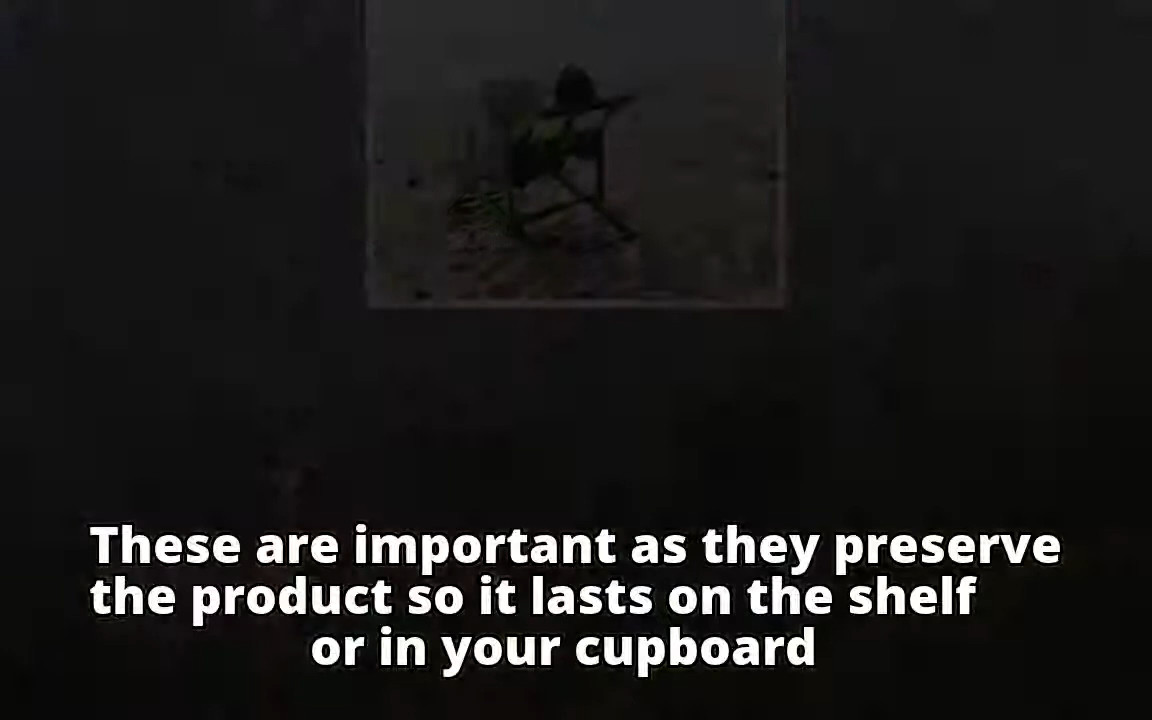 These are important as they preserve
the product so it lasts on the shelf
or in your cupboard